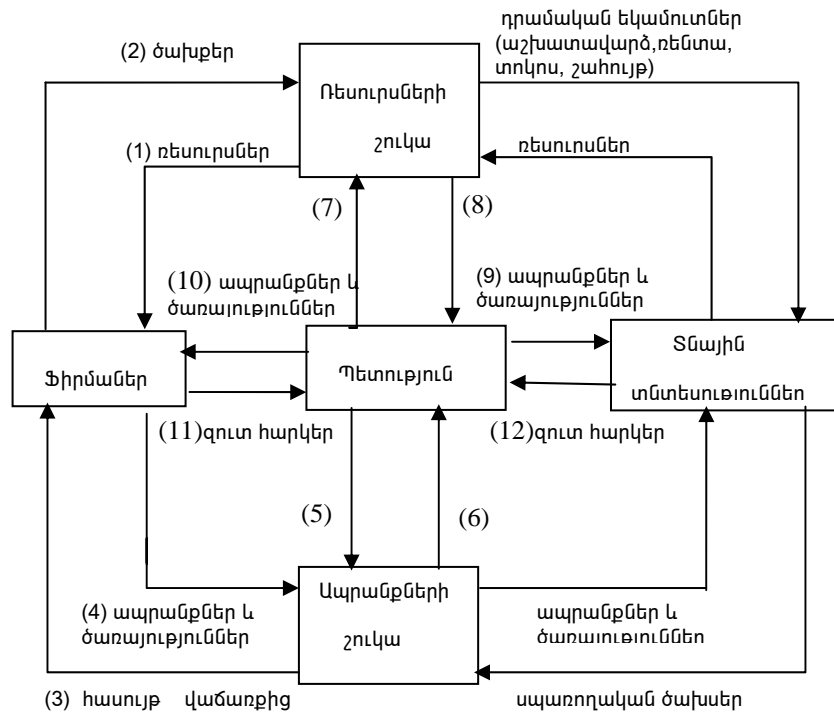 դրամական եկամուտներ
(աշխատավարձ,ռենտա,
տոկոս, շահույթ)
(2) ծախքեր
Ռեսուրսների
շուկա
(1) ռեսուրսներ
ռեսուրսներ
(7)
(8)
(10) ապրանքներ և
ծառայություններ
(9) ապրանքներ և
ծառայություններ
Ֆիրմաներ
Պետություն
Տնային
տնտեսություններ
(11)զուտ հարկեր
(12)զուտ հարկեր
(5)
(6)
Ապրանքների
շուկա
(4) ապրանքներ և
ծառայություններ
ապրանքներ և
ծառայություններ
(3) հասույթ վաճառքից
սպառողական ծախսեր